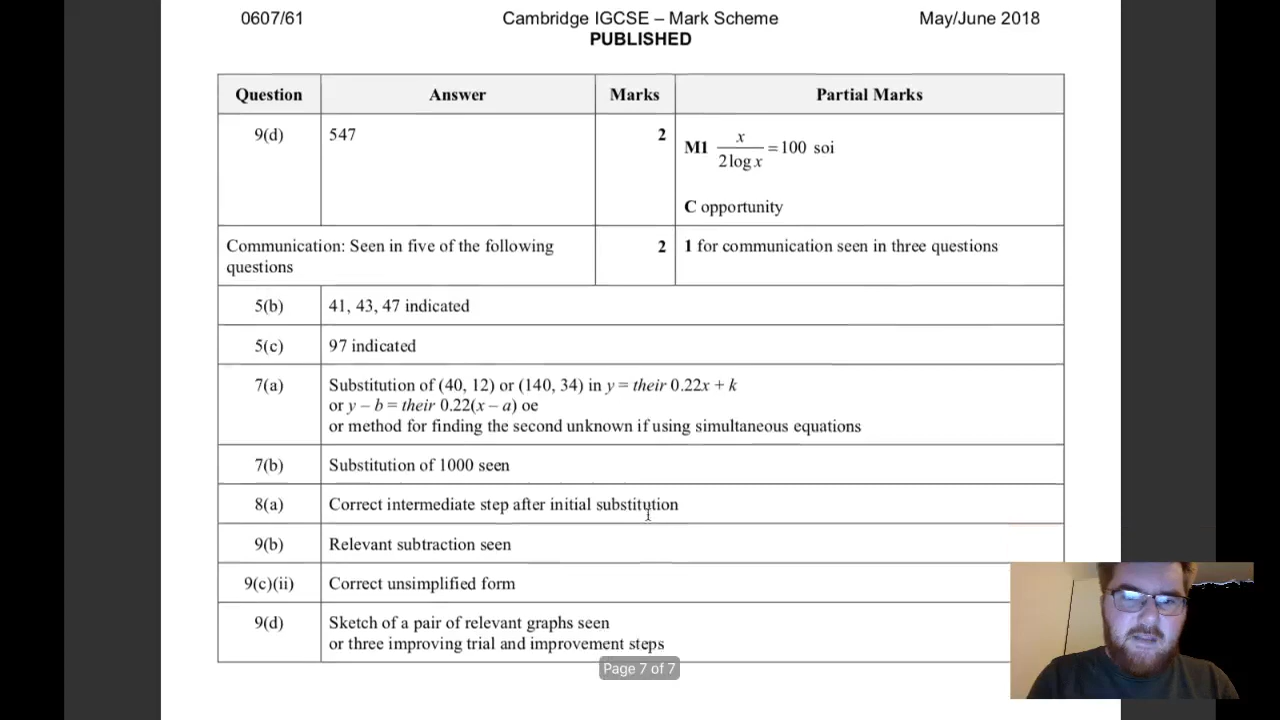 0607/61 Cambridge IGCSE – Mark Scheme May/June 2018
PUBLISHED
Question Answer Marks Partial Marks
9(d) 547 2 M1 x/(2 log x) = 100 soi
C opportunity
Communication: Seen in five of the following 2 1 for communication seen in three questions
questions
5(b) 41, 43, 47 indicated
5(c) 97 indicated
7(a) Substitution of (40, 12) or (140, 34) in y = their 0.22x + k
or y – b = their 0.22(x – a) oe
or method for finding the second unknown if using simultaneous equations
7(b) Substitution of 1000 seen
8(a) Correct intermediate step after initial substitution
9(b) Relevant subtraction seen
9(c)(ii) Correct unsimplified form
9(d) Sketch of a pair of relevant graphs seen
or three improving trial and improvement steps
Page 7 of 7